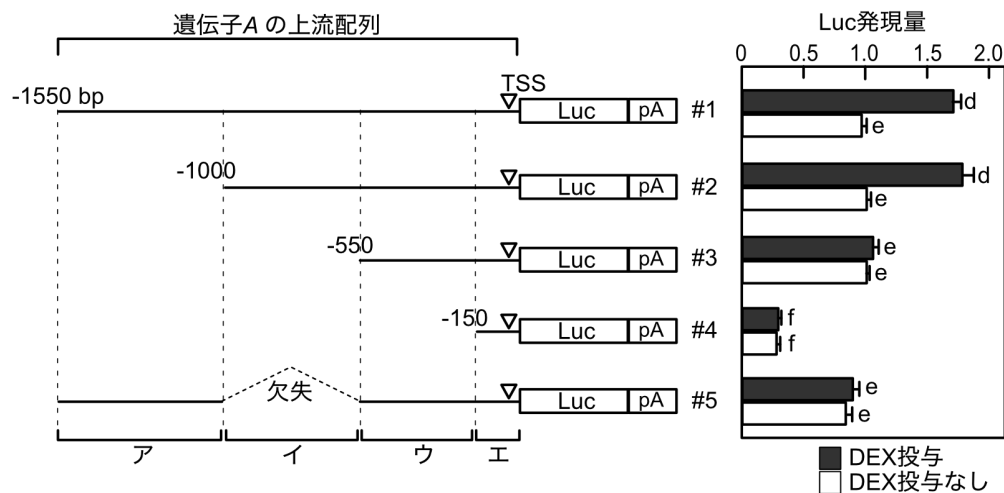 遺伝子A の上流配列
Luc発現量
0 0.5 1.0 1.5 2.0
TSS
-1550 bp
Luc pA #1
d
e
-1000
Luc pA #2
d
e
-550
Luc pA #3
e
e
-150
Luc pA #4
f
f
欠失
Luc pA #5
e
e
ア イ ウ エ
DEX投与
DEX投与なし